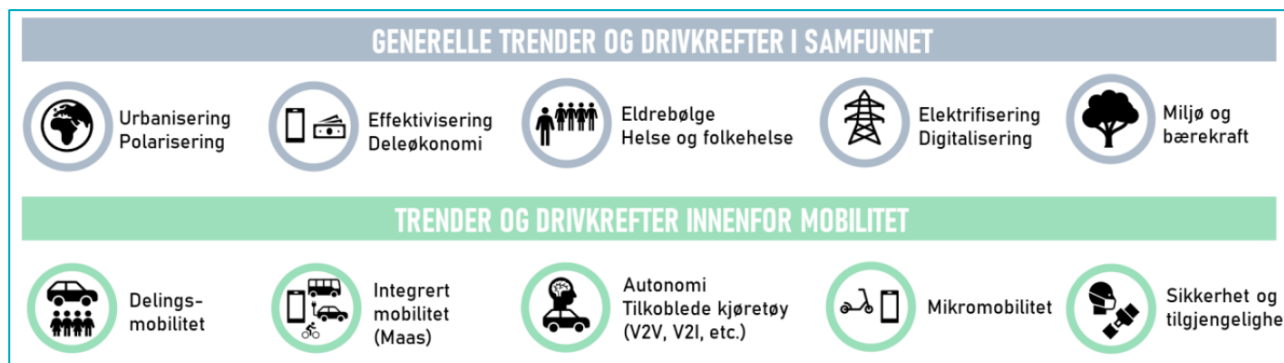 GENERELLE TRENDER OG DRIVKREFTER I SAMFUNNET
Urbanisering
Polarisering
Effektivisering
Deleøkonomi
Eldrebølge
Helse og folkehelse
Elektrifisering
Digitalisering
Miljø og
bærekraft
TRENDER OG DRIVKREFTER INNENFOR MOBILITET
Delings-
mobilitet
Integrert
mobilitet
(Maas)
Autonomi
Tilkoblede kjøretøy
(V2V, V2I, etc.)
Mikromobilitet
Sikkerhet og
tilgjengelighe